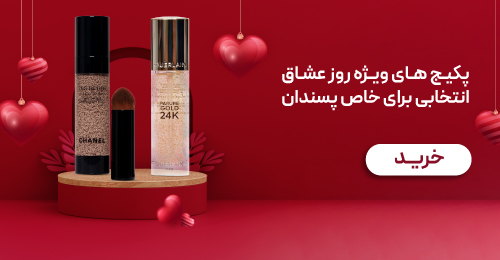 پکیج های ویژه روز عشاق
انتخابی برای خاص پسندان
خرید
CHANEL
GUERLAIN
PARURE
GOLD
24K